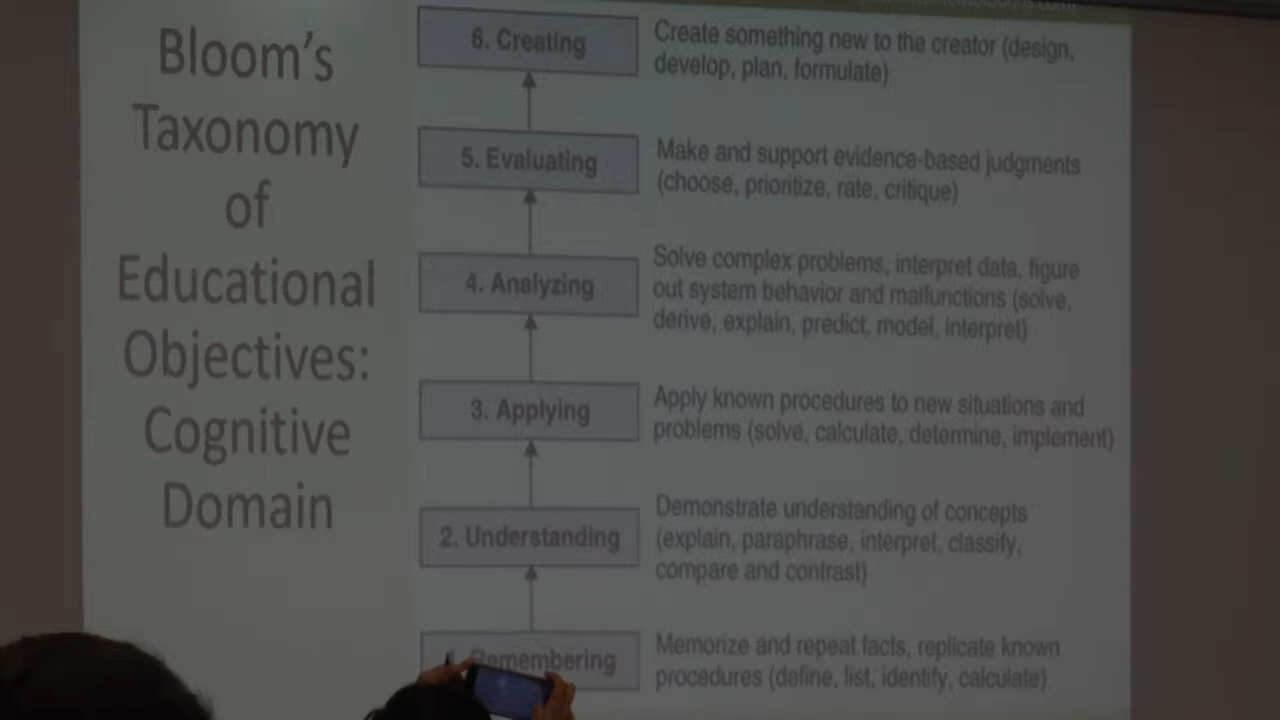 Bloom's
Taxonomy
of
Educational
Objectives:
Cognitive
Domain
6. Creating
Create something new to the creator (design,
develop, plan, formulate)
5. Evaluating
Make and support evidence-based judgments
(choose, prioritize, rate, critique)
4. Analyzing
Solve complex problems, interpret data, figure
out system behavior and malfunctions (solve,
derive, explain, predict, model, interpret)
3. Applying
Apply known procedures to new situations and
problems (solve, calculate, determine, implement)
2. Understanding
Demonstrate understanding of concepts
(explain, paraphrase, interpret, classify,
compare and contrast)
Remembering
Memorize and repeat facts, replicate known
procedures (define, list, identify, calculate)